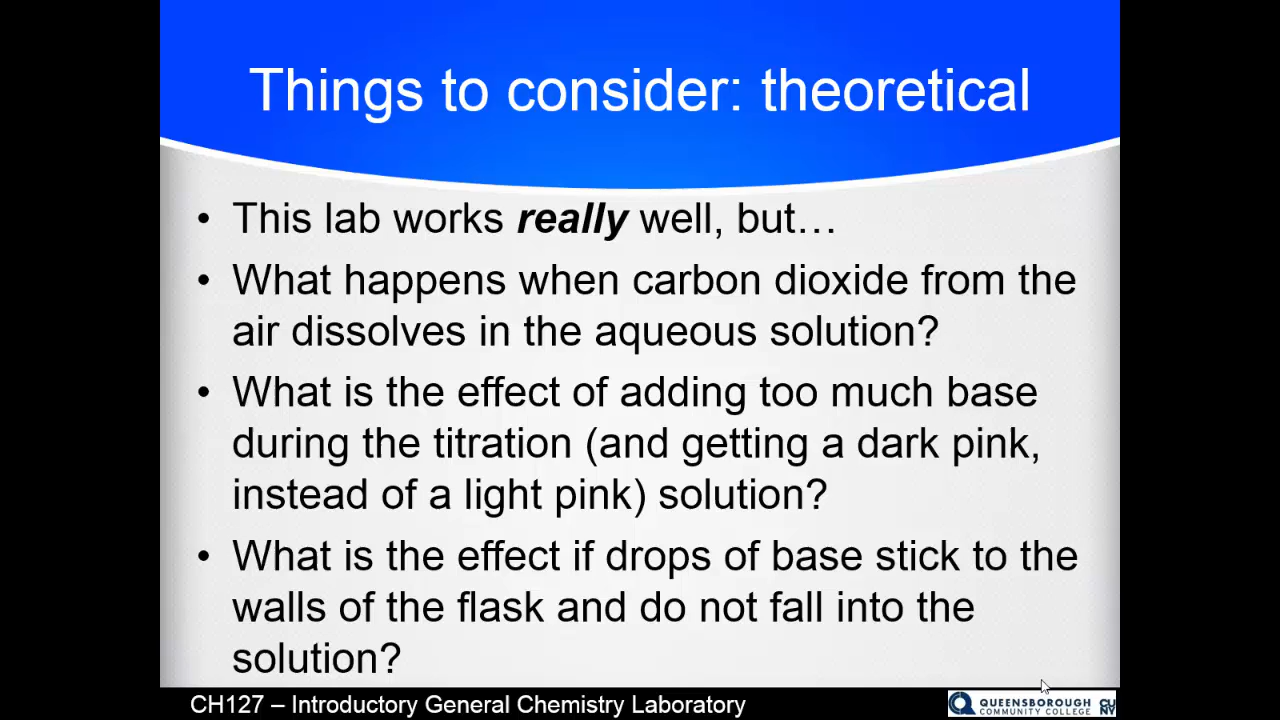 Things to consider: theoretical
• This lab works really well, but…
• What happens when carbon dioxide from the
air dissolves in the aqueous solution?
• What is the effect of adding too much base
during the titration (and getting a dark pink,
instead of a light pink) solution?
• What is the effect if drops of base stick to the
walls of the flask and do not fall into the
solution?
CH127 – Introductory General Chemistry Laboratory
QUEENSBOROUGH
COMMUNITY COLLEGE
CU
NY